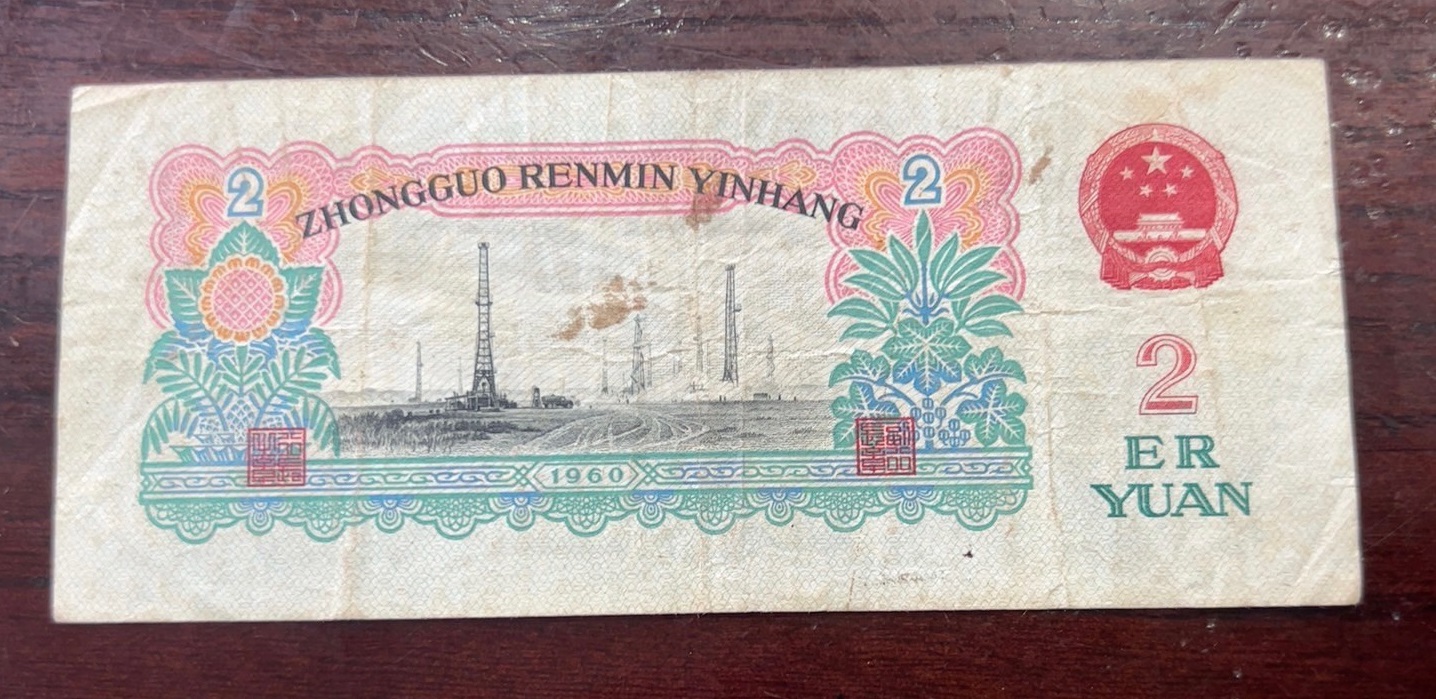 2 2
ZHONGGUO RENMIN YINHANG
1960
2
ER
YUAN